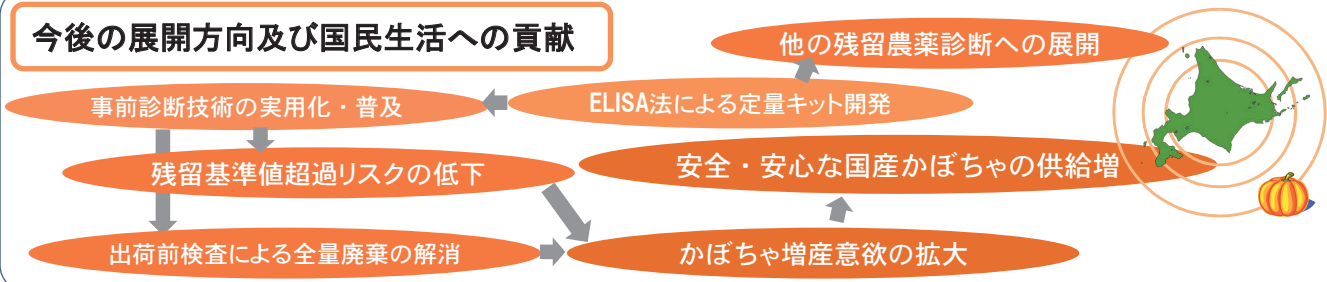 今後の展開方向及び国民生活への貢献
他の残留農薬診断への展開
ELISA法による定量キット開発
事前診断技術の実用化・普及
残留基準値超過リスクの低下
安全・安心な国産かぼちゃの供給増
出荷前検査による全量廃棄の解消
かぼちゃ増産意欲の拡大